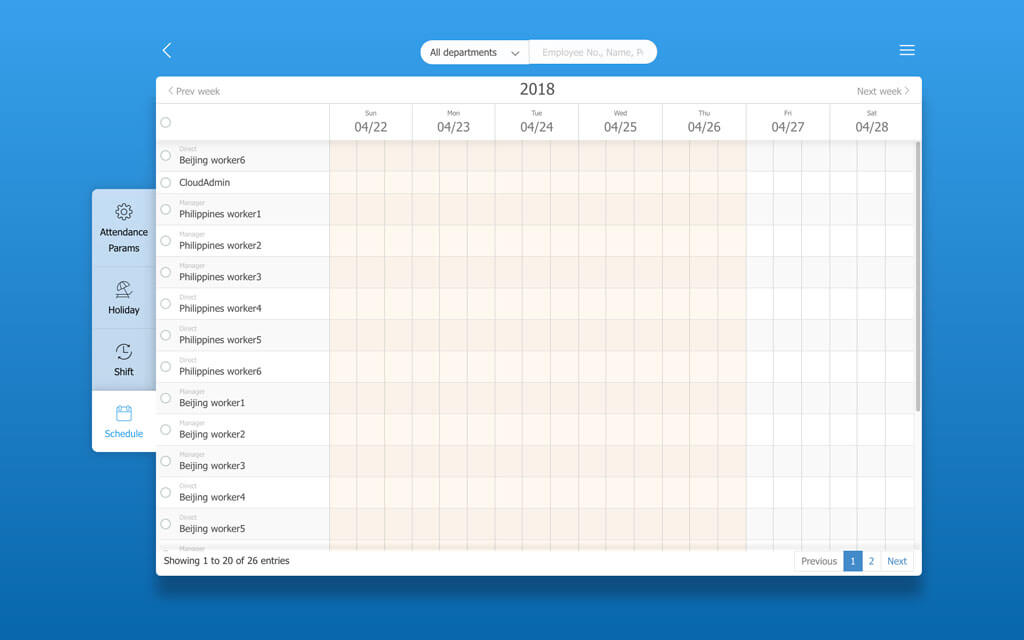 All departments
Employee No., Name, P
Prev week
2018
Next week
Sun
04/22
Mon
04/23
Tue
04/24
Wed
04/25
Thu
04/26
Fri
04/27
Sat
04/28
Direct
Beijing worker6
CloudAdmin
Manager
Philippines worker1
Manager
Philippines worker2
Manager
Philippines worker3
Direct
Philippines worker4
Direct
Philippines worker5
Direct
Philippines worker6
Manager
Beijing worker1
Manager
Beijing worker2
Manager
Beijing worker3
Direct
Beijing worker4
Direct
Beijing worker5
Manager
Attendance
Params
Holiday
Shift
Schedule
Showing 1 to 20 of 26 entries
Previous 1 2 Next